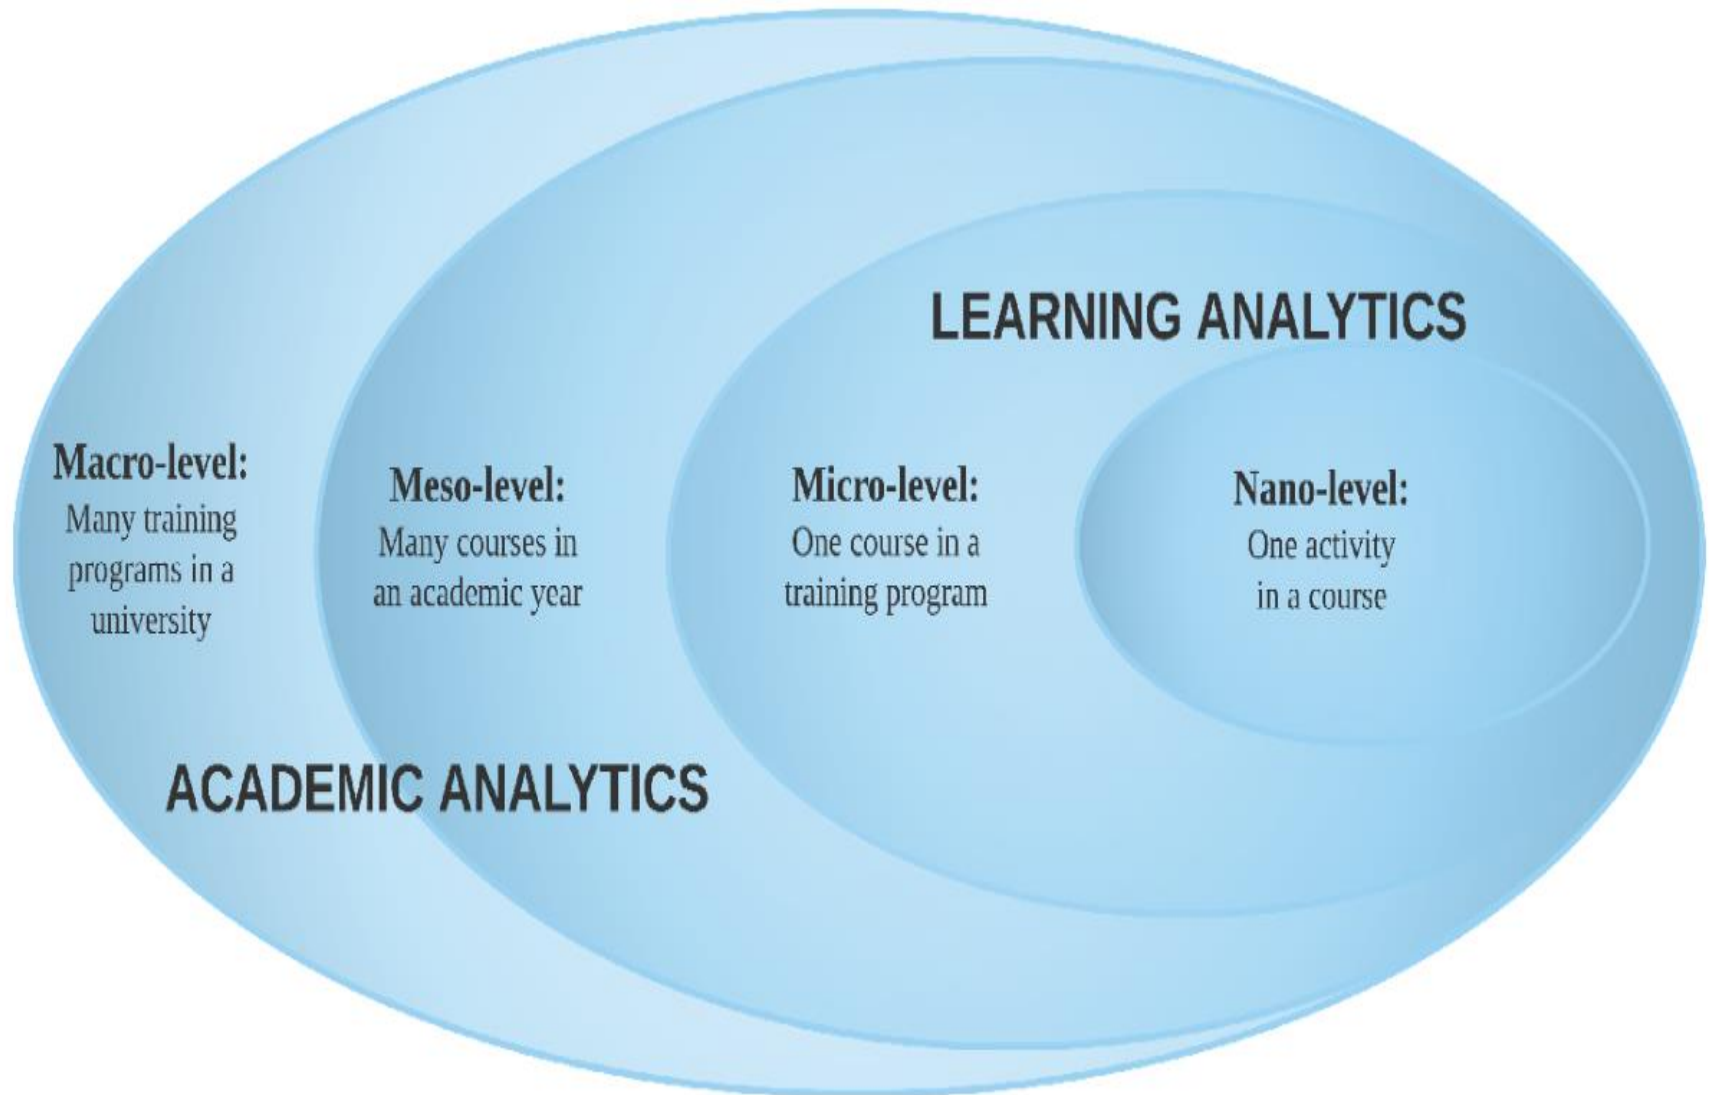 LEARNING ANALYTICS
Macro-level:
Many training
programs in a
university
Meso-level:
Many courses in
an academic year
Micro-level:
One course in a
training program
Nano-level:
One activity
in a course
ACADEMIC ANALYTICS